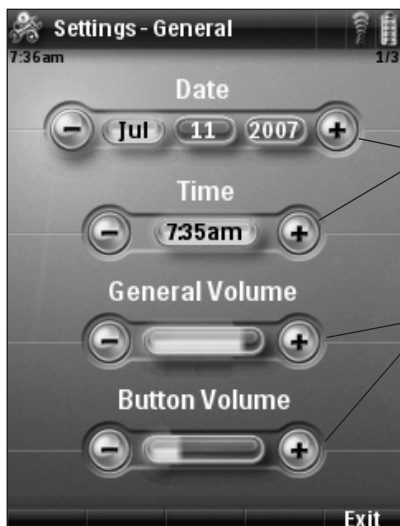 Settings - General
7:36am
1/3
Date
− Jul 11 2007 +
Time
− 7:35am +
General Volume
− +
Button Volume
− +
Exit